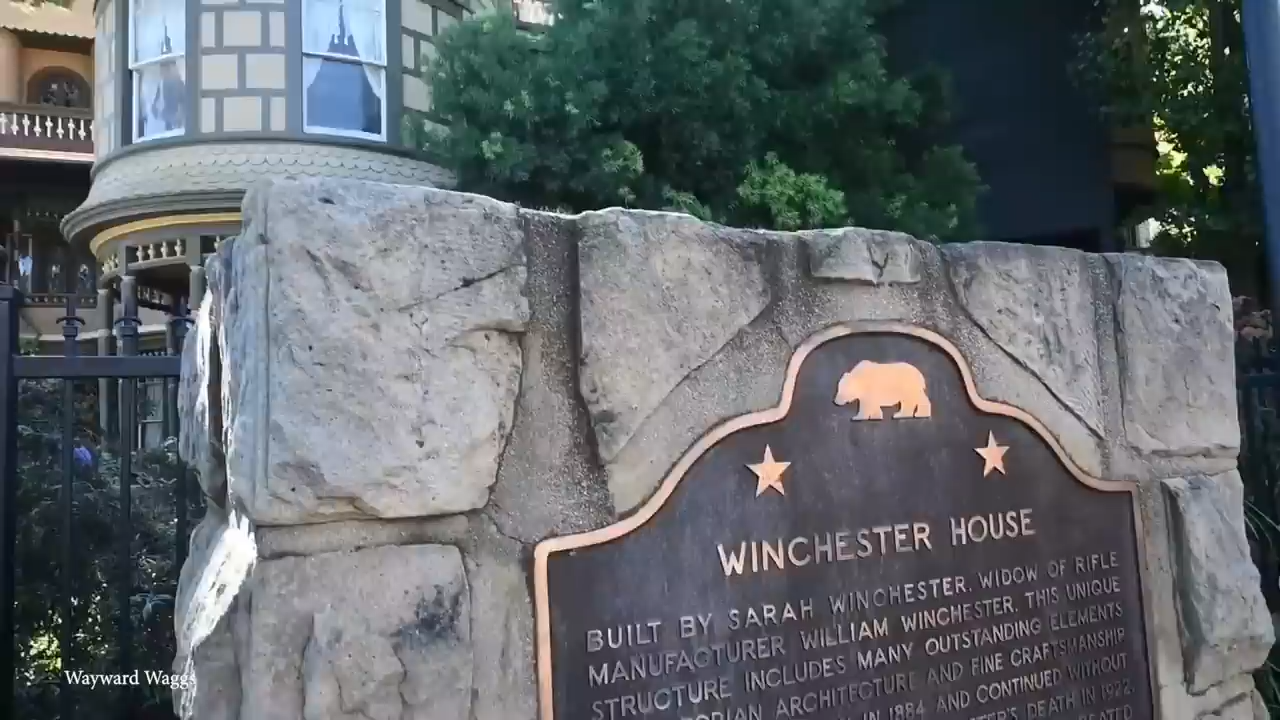 WINCHESTER HOUSE
BUILT BY SARAH WINCHESTER, WIDOW OF RIFLE
MANUFACTURER WILLIAM WINCHESTER. THIS UNIQUE
STRUCTURE INCLUDES MANY OUTSTANDING ELEMENTS
ARCHITECTURE AND FINE CRAFTSMANSHIP
IN 1884 AND CONTINUED WITHOUT
DEATH IN 1922.
Wayward Waggs